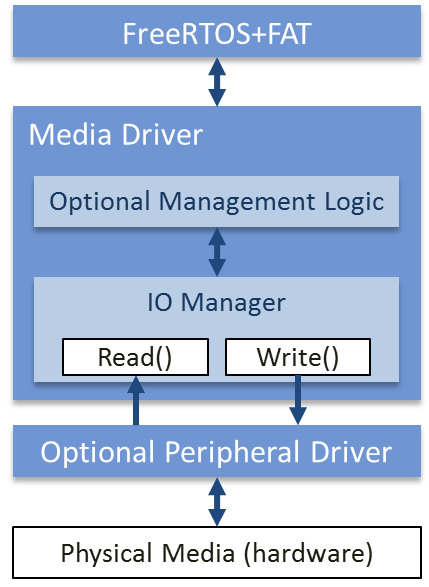 FreeRTOS+FAT
Media Driver
Optional Management Logic
IO Manager
Read()
Write()
Optional Peripheral Driver
Physical Media (hardware)